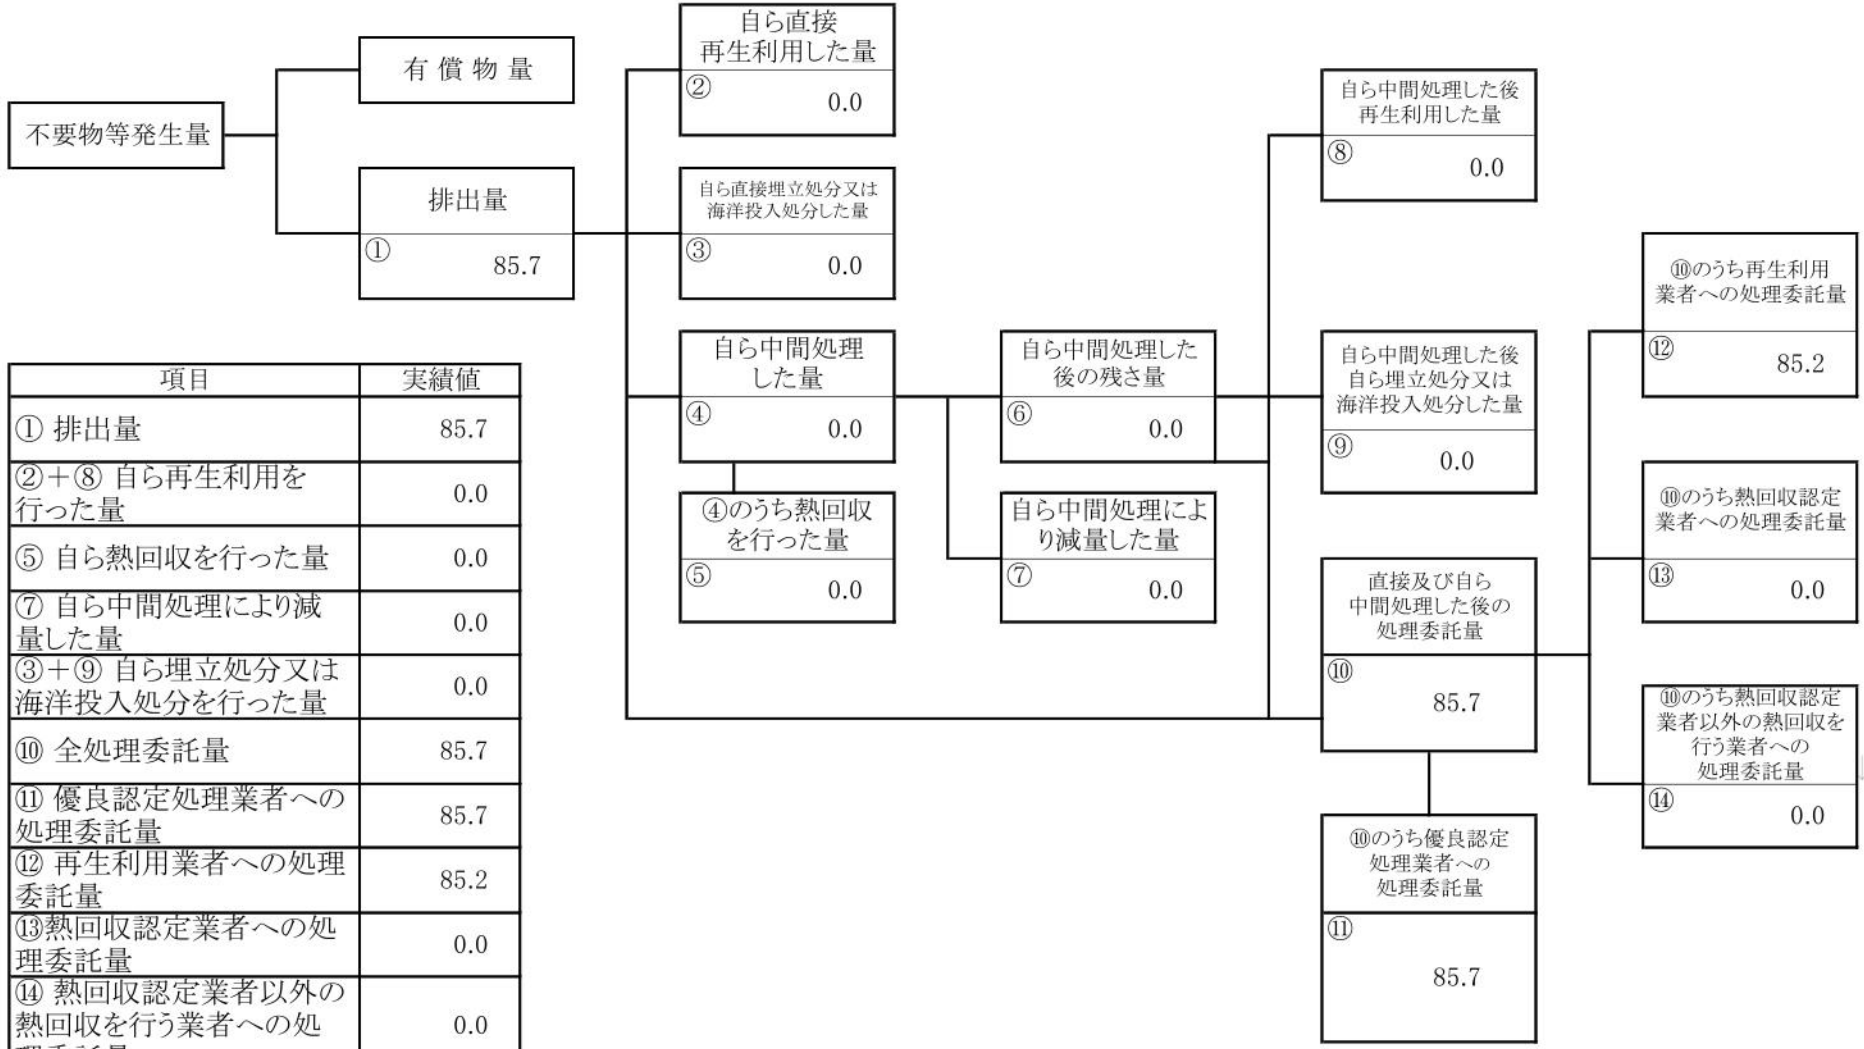 不要物等発生量
有償物量
排出量
①
85.7
自ら直接
再生利用した量
②
0.0
自ら直接埋立処分又は
海洋投入処分した量
③
0.0
自ら中間処理
した量
④
0.0
④のうち熱回収
を行った量
⑤
0.0
自ら中間処理した
後の残さ量
⑥
0.0
自ら中間処理によ
り減量した量
⑦
0.0
自ら中間処理した後
再生利用した量
⑧
0.0
自ら中間処理した後
自ら埋立処分又は
海洋投入処分した量
⑨
0.0
直接及び自ら
中間処理した後の
処理委託量
⑩
85.7
⑩のうち優良認定
処理業者への
処理委託量
⑪
85.7
⑩のうち再生利用
業者への処理委託量
⑫
85.2
⑩のうち熱回収認定
業者への処理委託量
⑬
0.0
⑩のうち熱回収認定
業者以外の熱回収を
行う業者への
処理委託量
⑭
0.0
項目 実績値
① 排出量 85.7
②＋⑧ 自ら再生利用を
行った量 0.0
⑤ 自ら熱回収を行った量 0.0
⑦ 自ら中間処理により減
量した量 0.0
③＋⑨ 自ら埋立処分又は
海洋投入処分を行った量 0.0
⑩ 全処理委託量 85.7
⑪ 優良認定処理業者への
処理委託量 85.7
⑫ 再生利用業者への処理
委託量 85.2
⑬熱回収認定業者への処
理委託量 0.0
⑭ 熱回収認定業者以外の
熱回収を行う業者への処 0.0